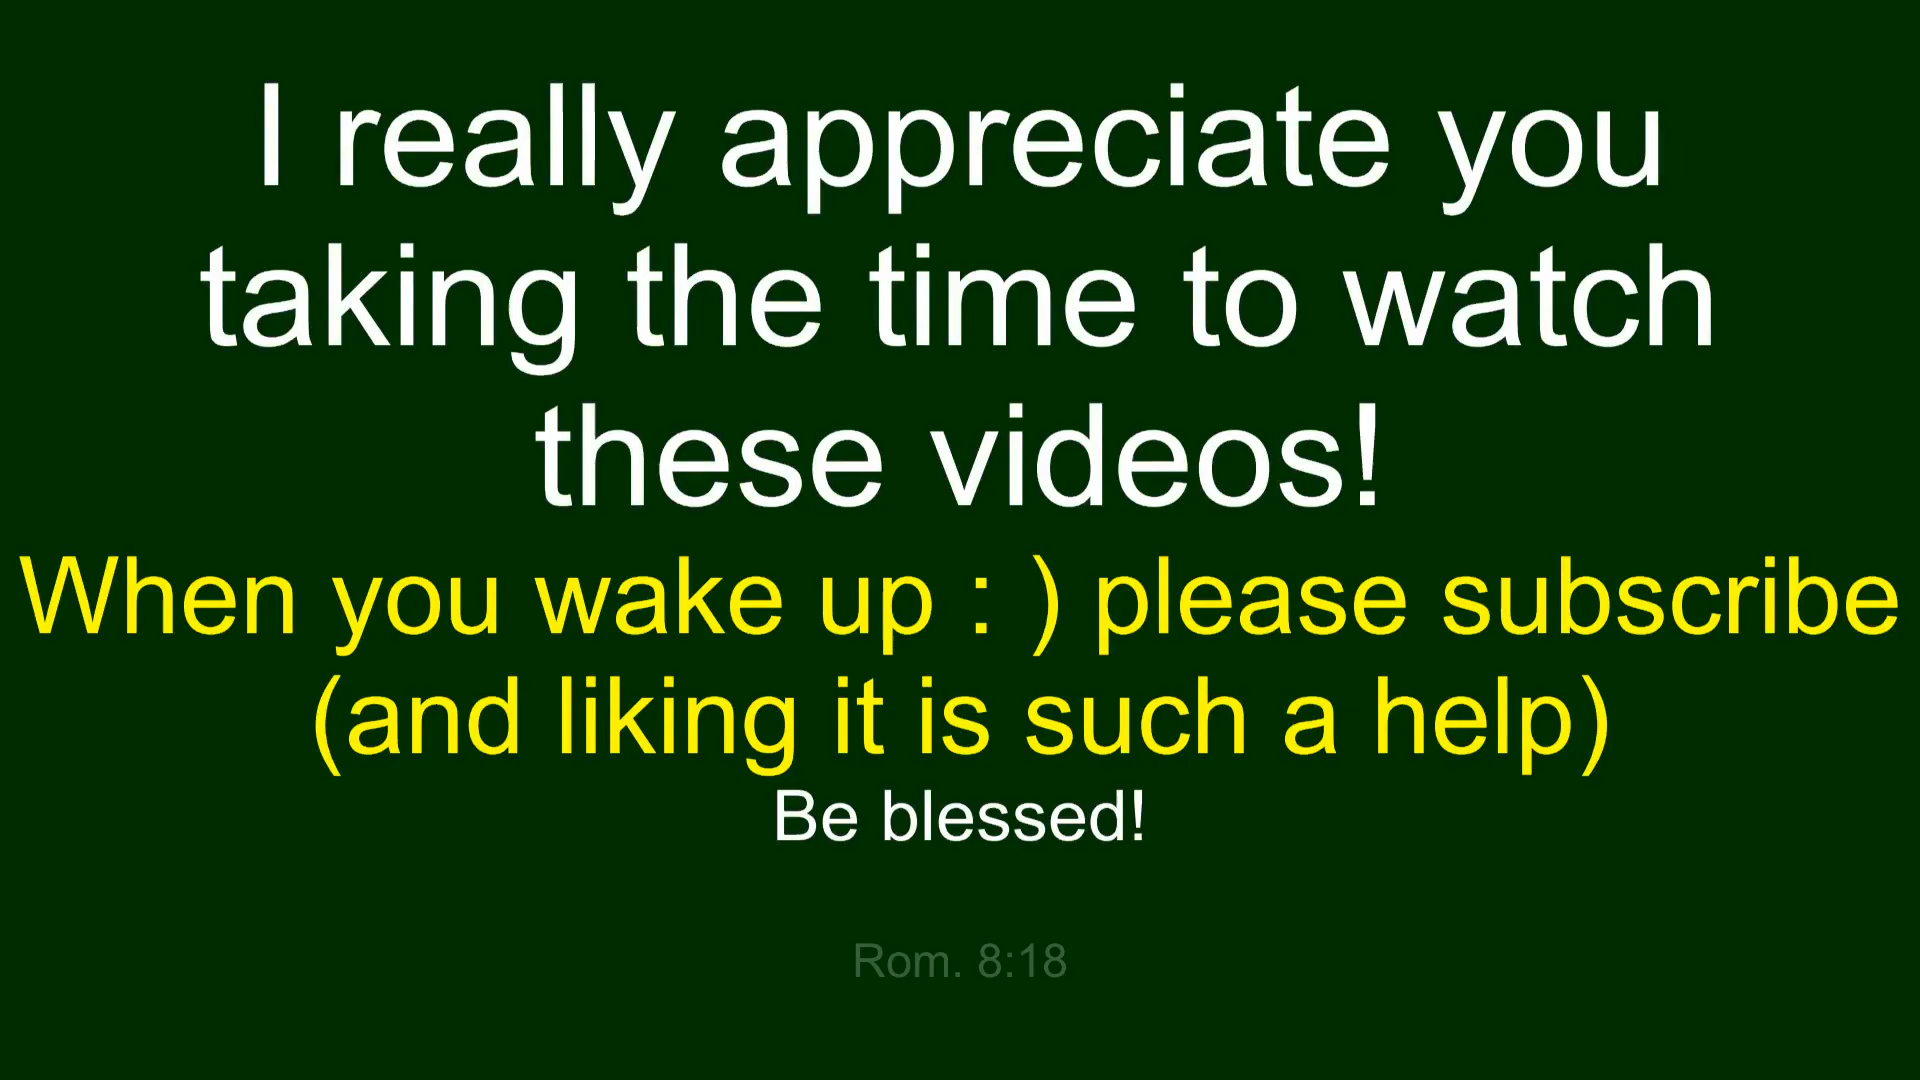 I really appreciate you
taking the time to watch
these videos!
When you wake up : ) please subscribe
(and liking it is such a help)
Be blessed!
Rom. 8:18